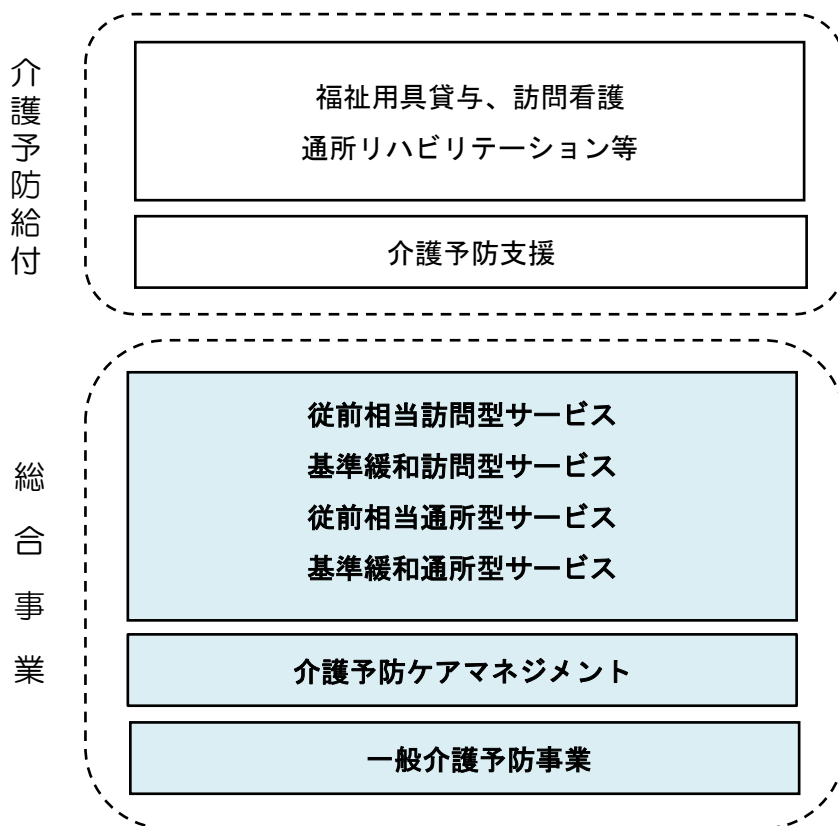 介護予防給付
福祉用具貸与、訪問看護
通所リハビリテーション等
介護予防支援
総合事業
従前相当訪問型サービス
基準緩和訪問型サービス
従前相当通所型サービス
基準緩和通所型サービス
介護予防ケアマネジメント
一般介護予防事業